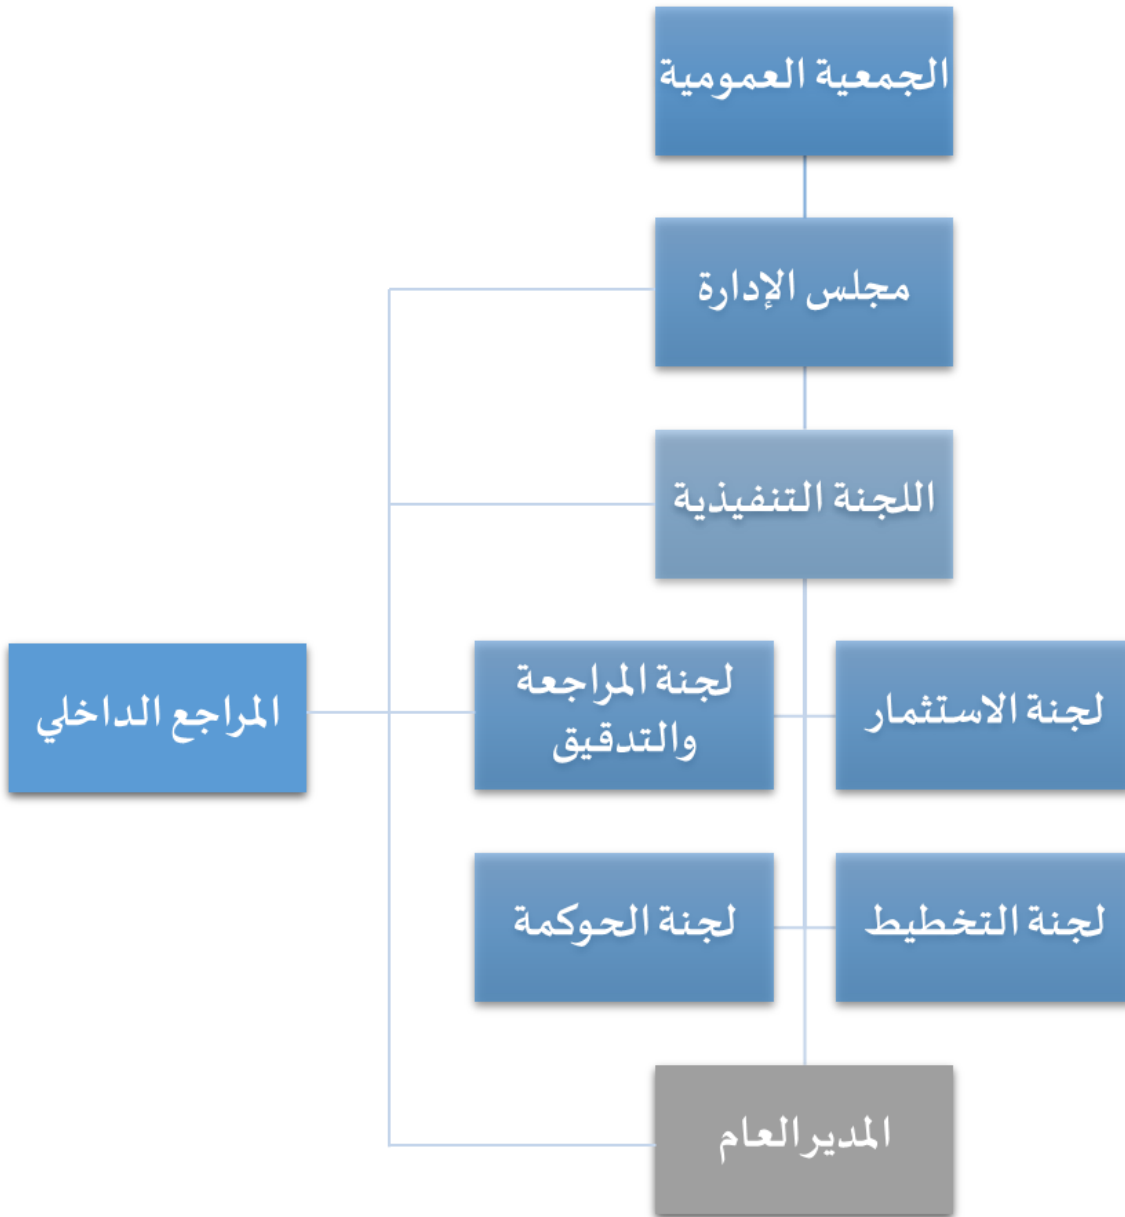 الجمعية العمومية
مجلس الإدارة
اللجنة التنفيذية
لجنة الاستثمار
لجنة المراجعة
والتدقيق
المراجع الداخلي
لجنة التخطيط
لجنة الحوكمة
المدير العام